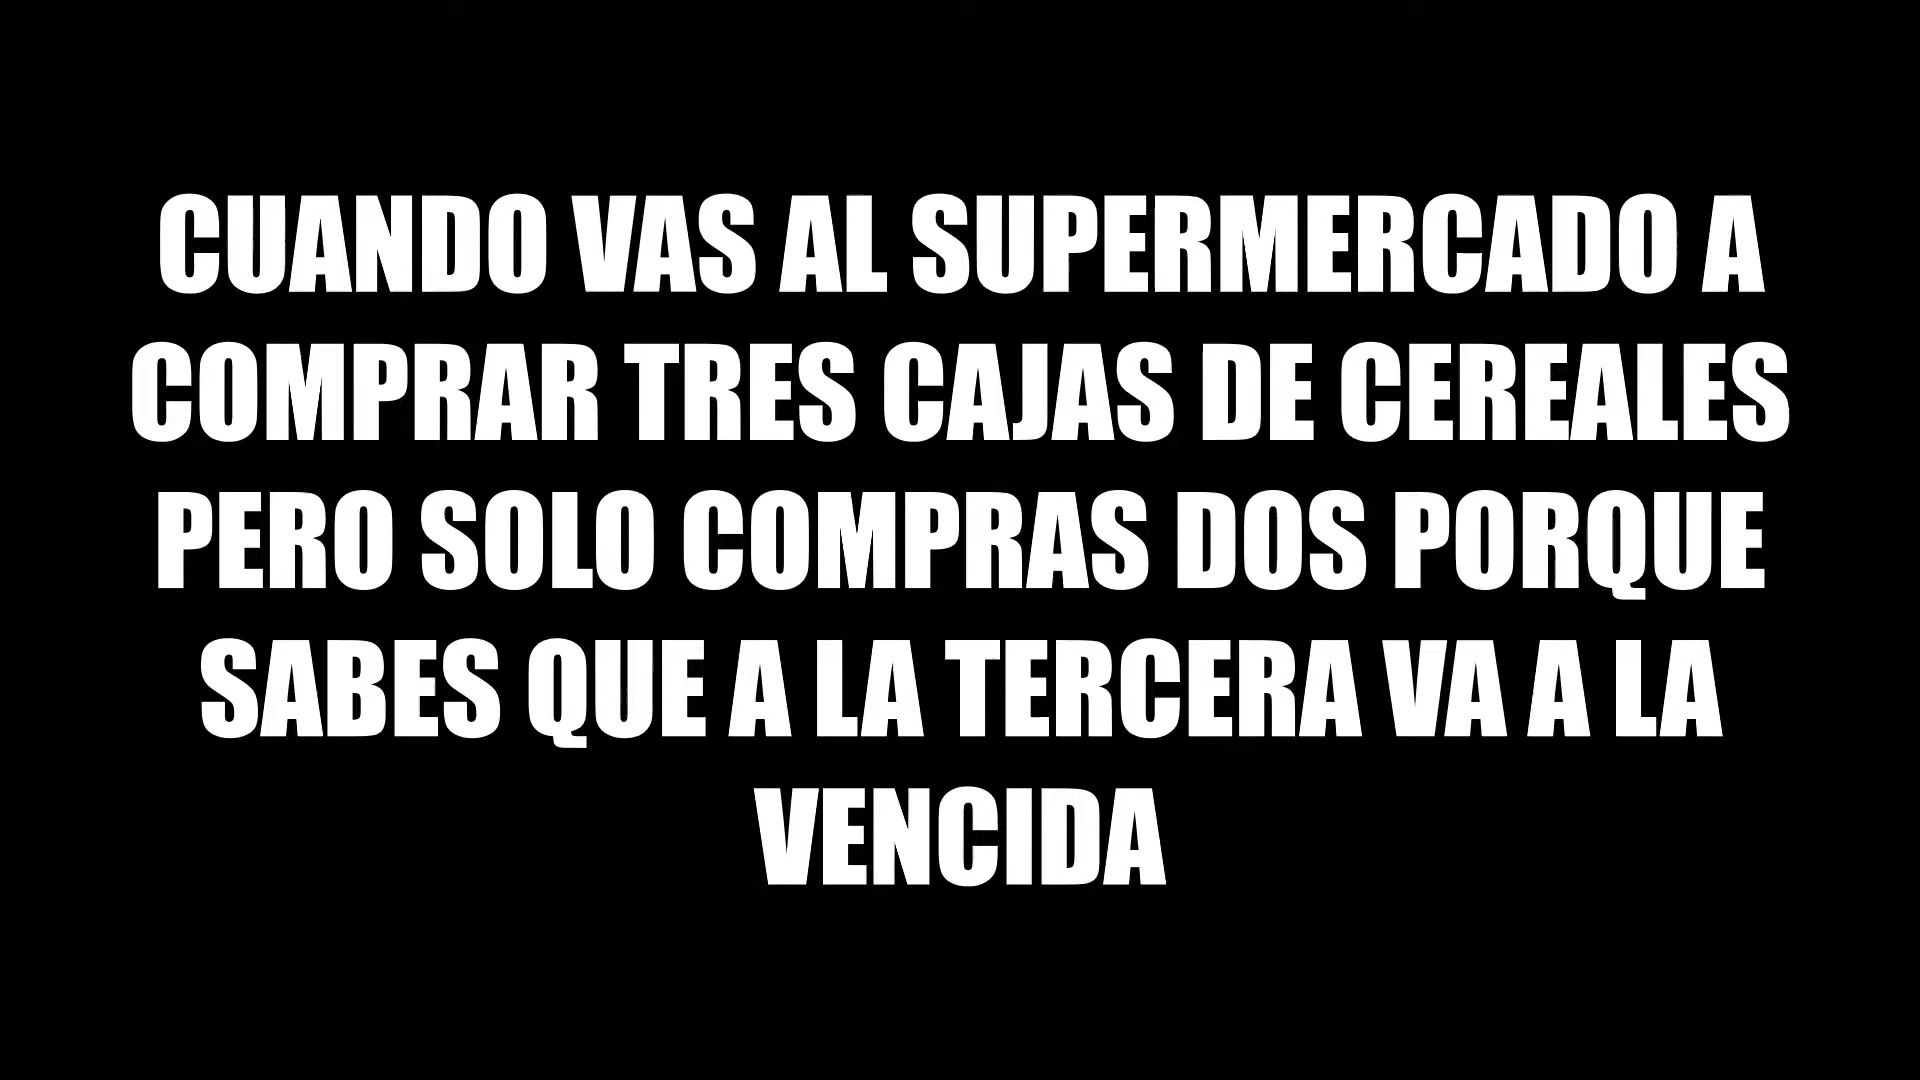 CUANDO VAS AL SUPERMERCADO A
COMPRAR TRES CAJAS DE CEREALES
PERO SOLO COMPRAS DOS PORQUE
SABES QUE A LA TERCERA VA A LA
VENCIDA